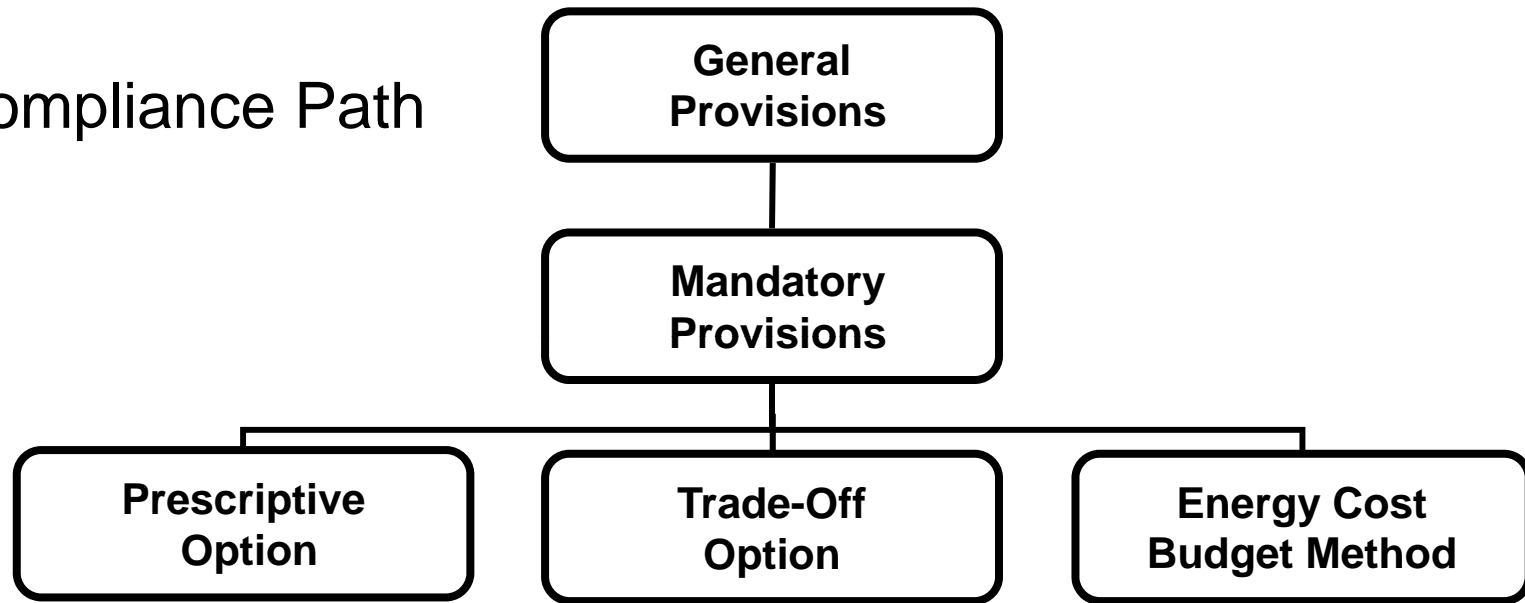 General
Provisions
ompliance Path
Mandatory
Provisions
Prescriptive
Option
Trade-Off
Option
Energy Cost
Budget Method